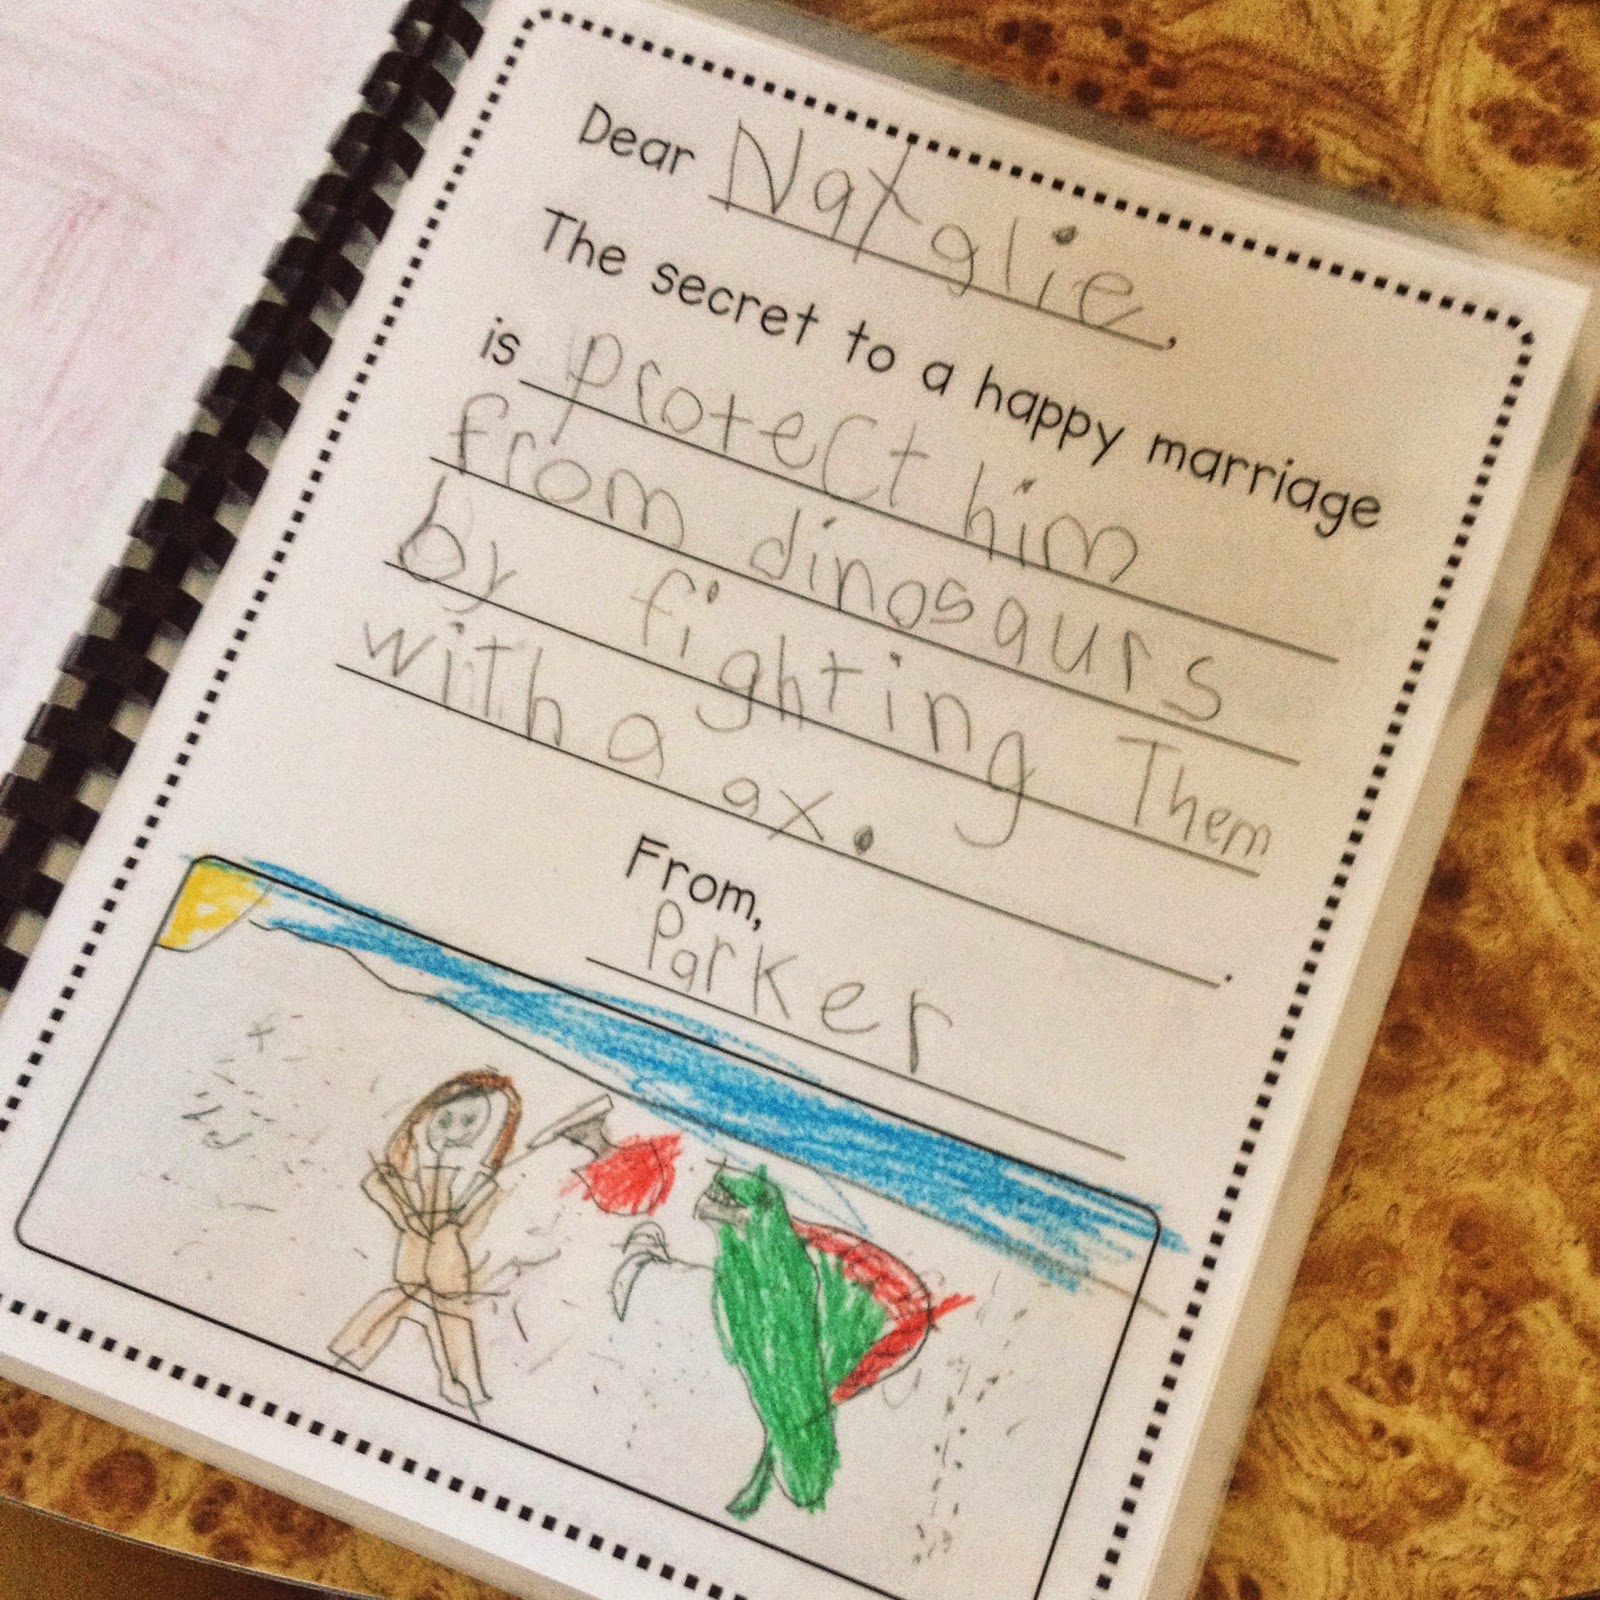 Dear Natalie,
The secret to a happy marriage
is protect him
from dinosaurs
by fighting Them
with a ax. .
From,
Parker